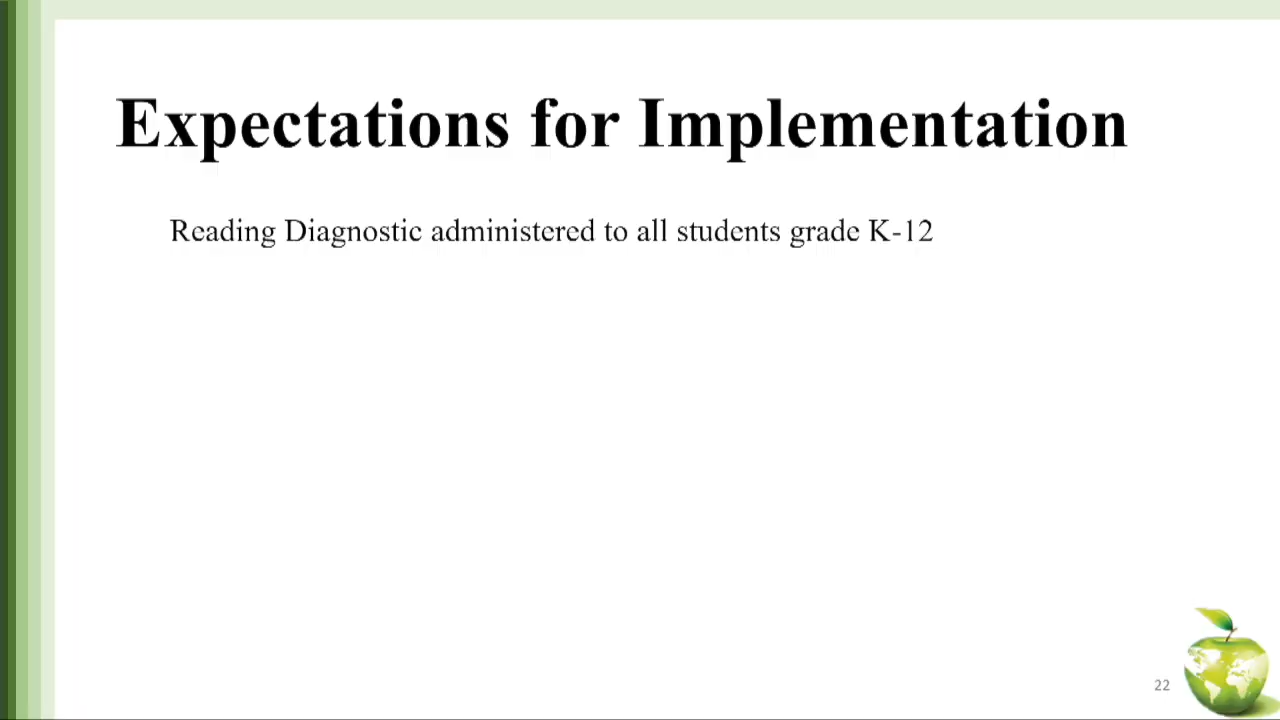 Expectations for Implementation
Reading Diagnostic administered to all students grade K-12
22